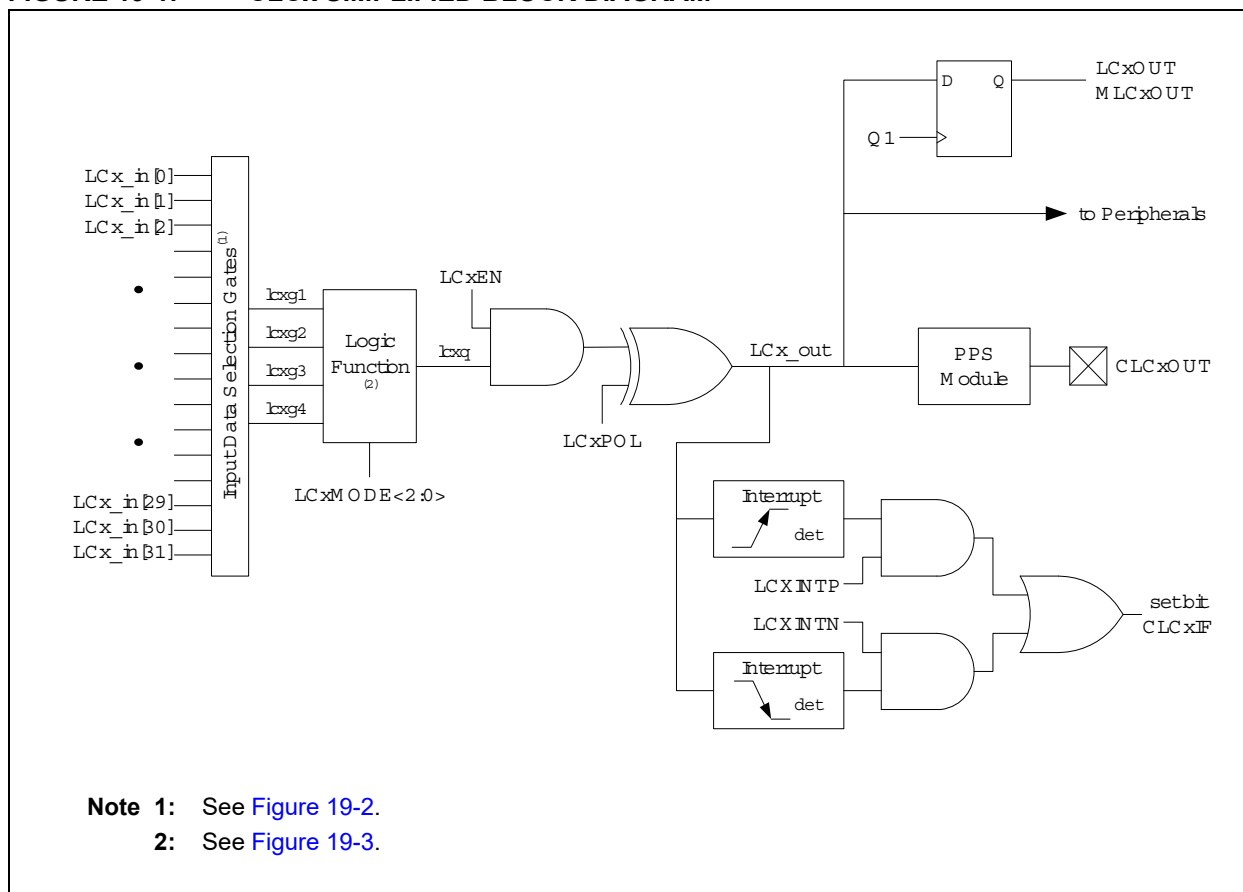 LCx_in[0]
LCx_in[1]
LCx_in[2]
LCx_in[29]
LCx_in[30]
LCx_in[31]
Input Data Selection Gates(1)
lcxg1
lcxg2
lcxg3
lcxg4
Logic
Function
(2)
LCxMODE<2:0>
lcxq
LCxEN
LCxPOL
LCx_out
D Q
Q1
LCxOUT
MLCxOUT
to Peripherals
PPS
Module
CLCxOUT
Interrupt
det
LCXINTP
LCXINTN
Interrupt
det
set bit
CLCxIF
Note 1: See Figure 19-2.
2: See Figure 19-3.